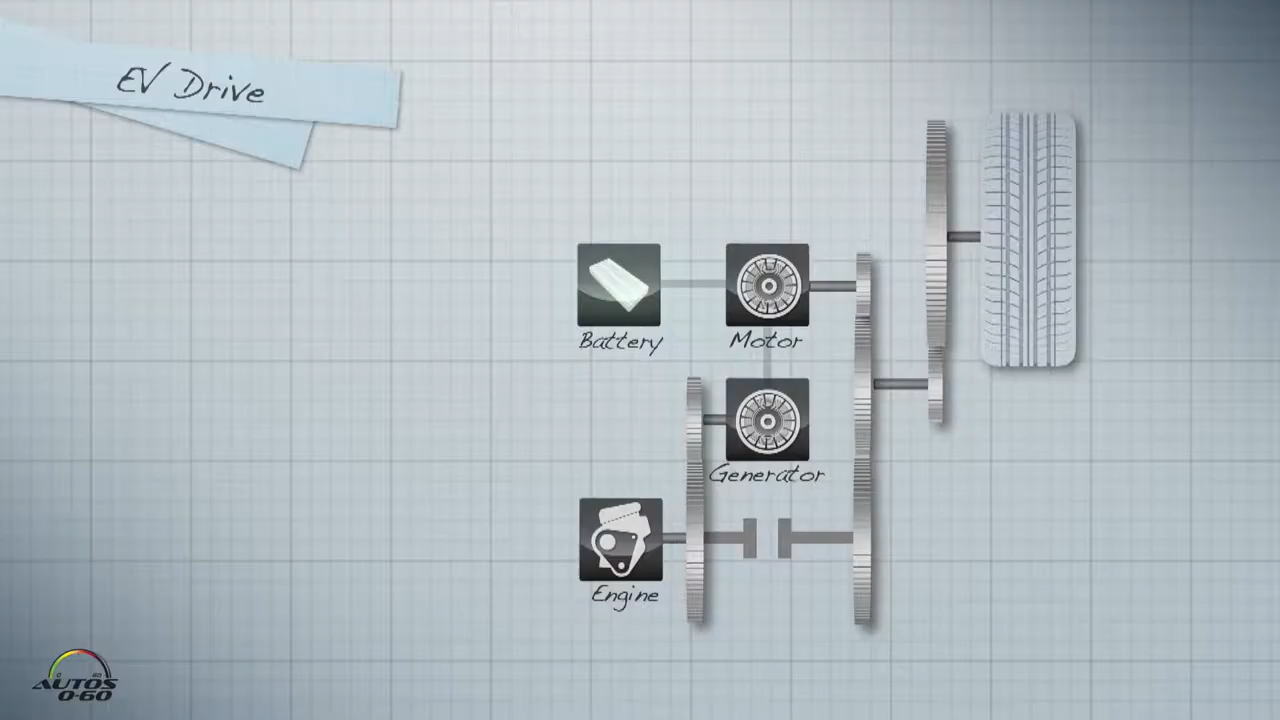 EV Drive
Battery
Motor
Generator
Engine
AUTOS
0-60